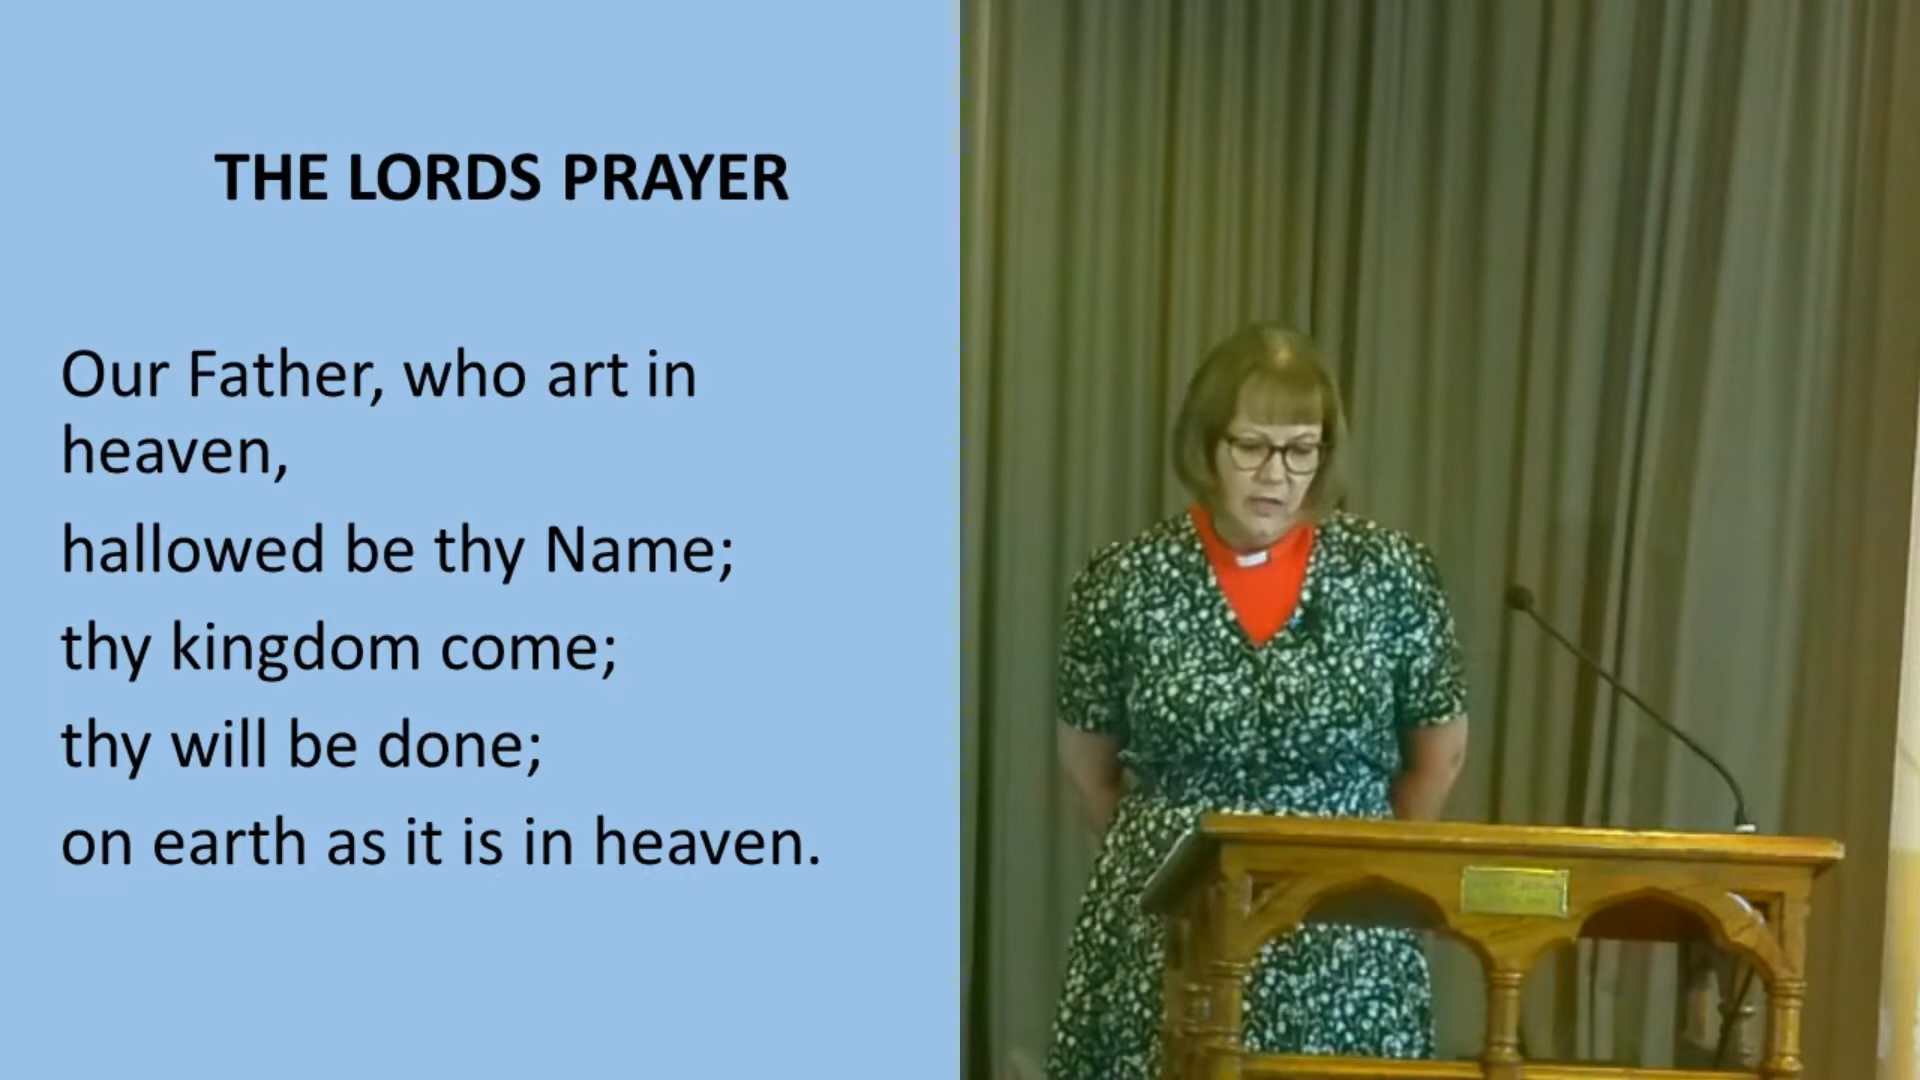 THE LORDS PRAYER
Our Father, who art in
heaven,
hallowed be thy Name;
thy kingdom come;
thy will be done;
on earth as it is in heaven.